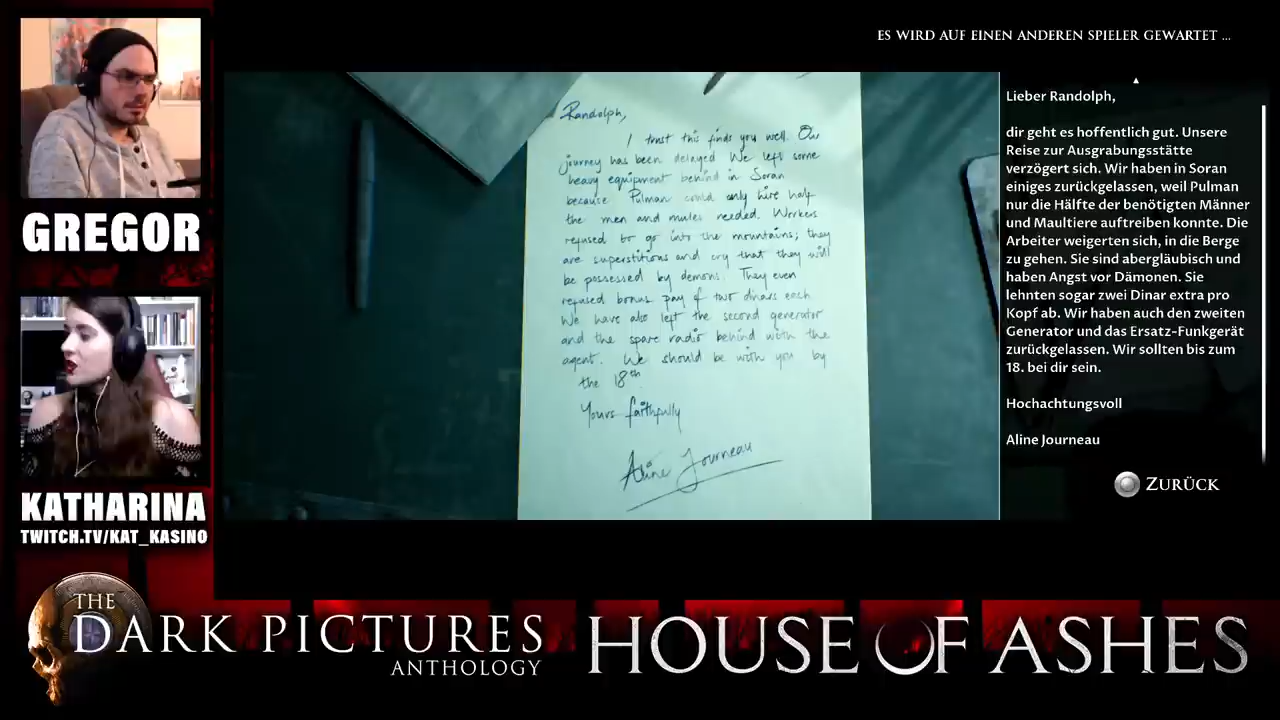 ES WIRD AUF EINEN ANDEREN SPIELER GEWARTET ...
GREGOR
KATHARINA
TWITCH.TV/KAT_KASINO
Randolph,
I trust this finds you well. Our
journey has been delayed. We left some
heavy equipment behind in Soran
because Pulman could only hire half
the men and mules needed. Workers
refused to go into the mountains; they
are superstitious and cry that they will
be possessed by demons. They even
refused bonus pay of two dinars each.
We have also left the second generator
and the spare radio behind with the
agent. We should be with you by
the 18th.
Yours faithfully
Aline Journeau
Lieber Randolph,
dir geht es hoffentlich gut. Unsere
Reise zur Ausgrabungsstätte
verzögert sich. Wir haben in Soran
einiges zurückgelassen, weil Pulman
nur die Hälfte der benötigten Männer
und Maultiere auftreiben konnte. Die
Arbeiter weigerten sich, in die Berge
zu gehen. Sie sind abergläubisch und
haben Angst vor Dämonen. Sie
lehnten sogar zwei Dinar extra pro
Kopf ab. Wir haben auch den zweiten
Generator und das Ersatz-Funkgerät
zurückgelassen. Wir sollten bis zum
18. bei dir sein.
Hochachtungsvoll
Aline Journeau
ZURÜCK
THE
DARK PICTURES
ANTHOLOGY
HOUSE OF ASHES